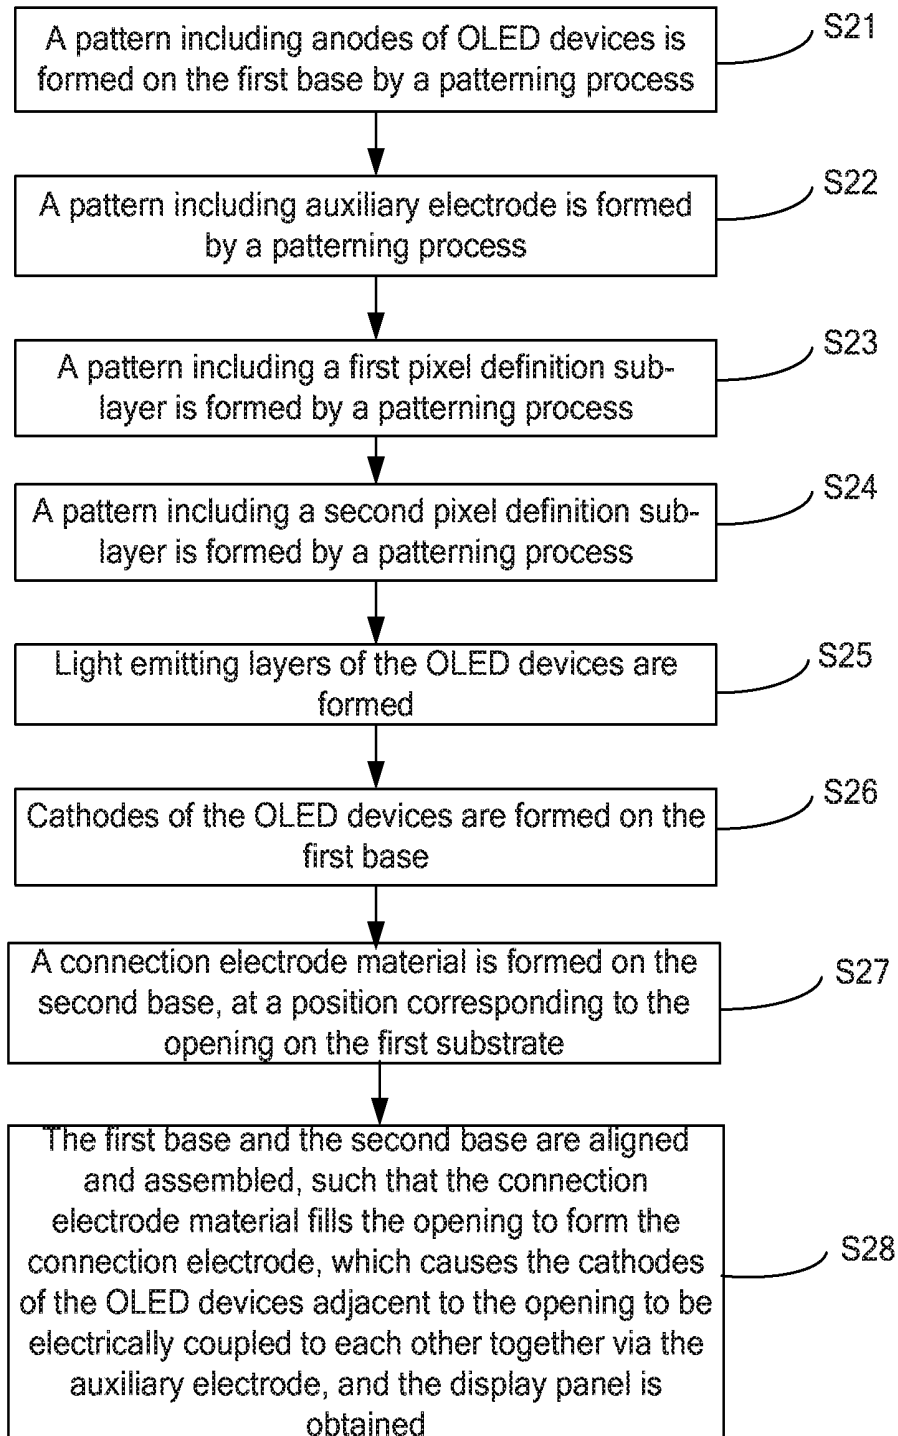 A pattern including anodes of OLED devices is
formed on the first base by a patterning process
S21
A pattern including auxiliary electrode is formed
by a patterning process
S22
A pattern including a first pixel definition sub-
layer is formed by a patterning process
S23
A pattern including a second pixel definition sub-
layer is formed by a patterning process
S24
Light emitting layers of the OLED devices are
formed
S25
Cathodes of the OLED devices are formed on the
first base
S26
A connection electrode material is formed on the
second base, at a position corresponding to the
opening on the first substrate
S27
The first base and the second base are aligned
and assembled, such that the connection
electrode material fills the opening to form the
connection electrode, which causes the cathodes
of the OLED devices adjacent to the opening to be
electrically coupled to each other together via the
auxiliary electrode, and the display panel is
obtained
S28